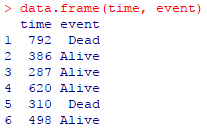 > data.frame(time, event)
  time event
1  792  Dead
2  386 Alive
3  287 Alive
4  620 Alive
5  310  Dead
6  498 Alive